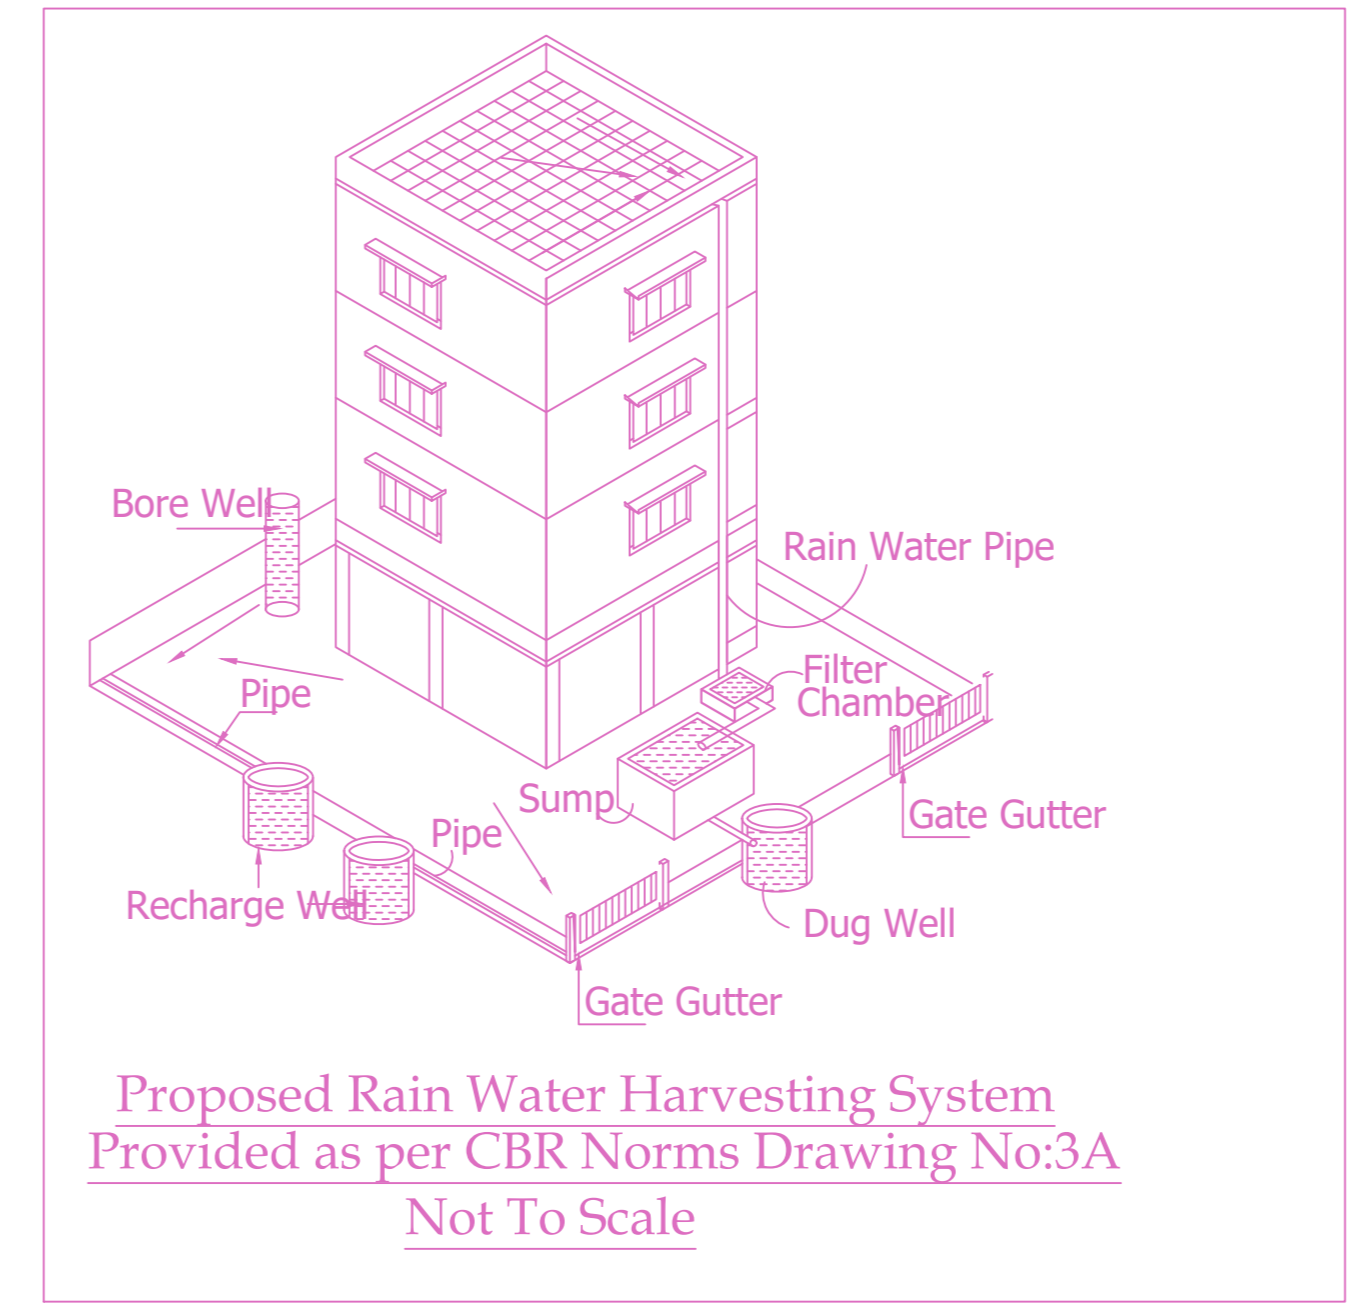 Bore Well
Rain Water Pipe
Filter
Chamber
Pipe
Sump
Gate Gutter
Pipe
Recharge Well
Dug Well
Gate Gutter
Proposed Rain Water Harvesting System
Provided as per CBR Norms Drawing No:3A
Not To Scale